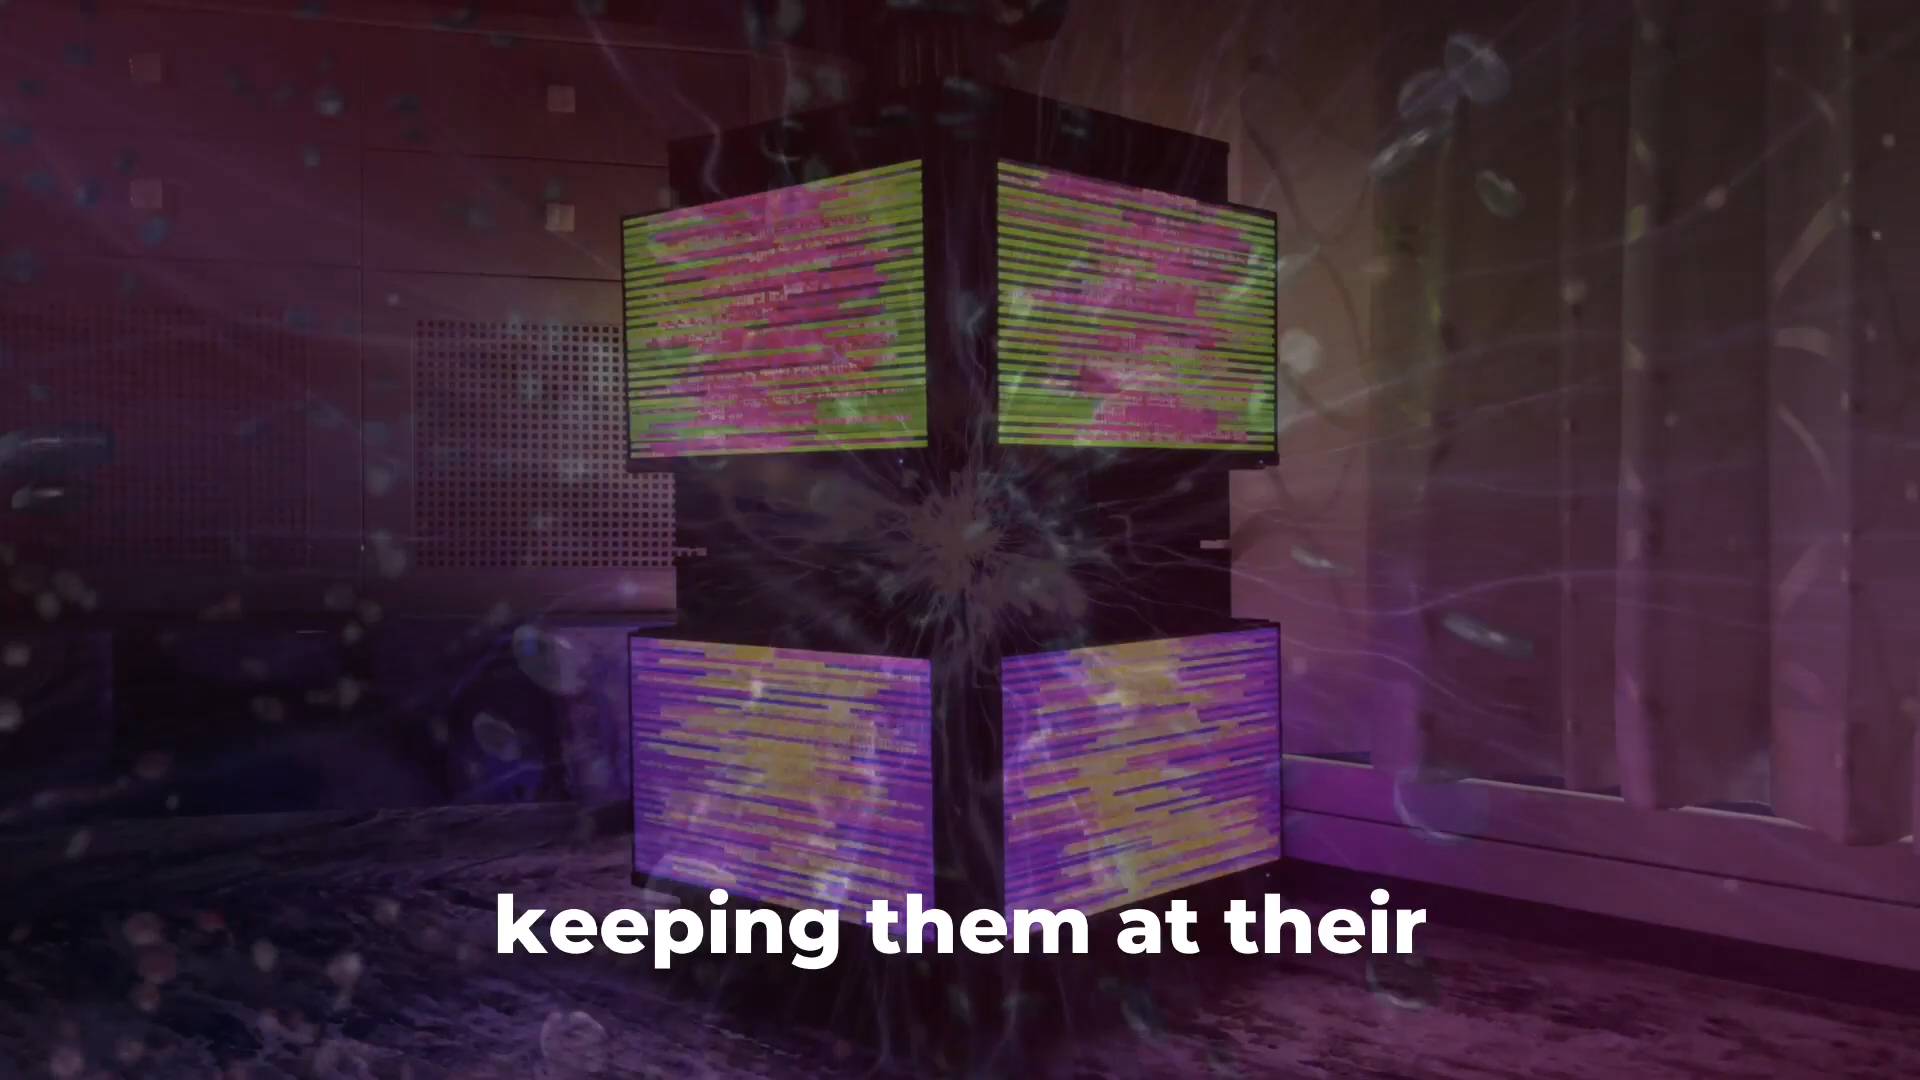 keeping them at their